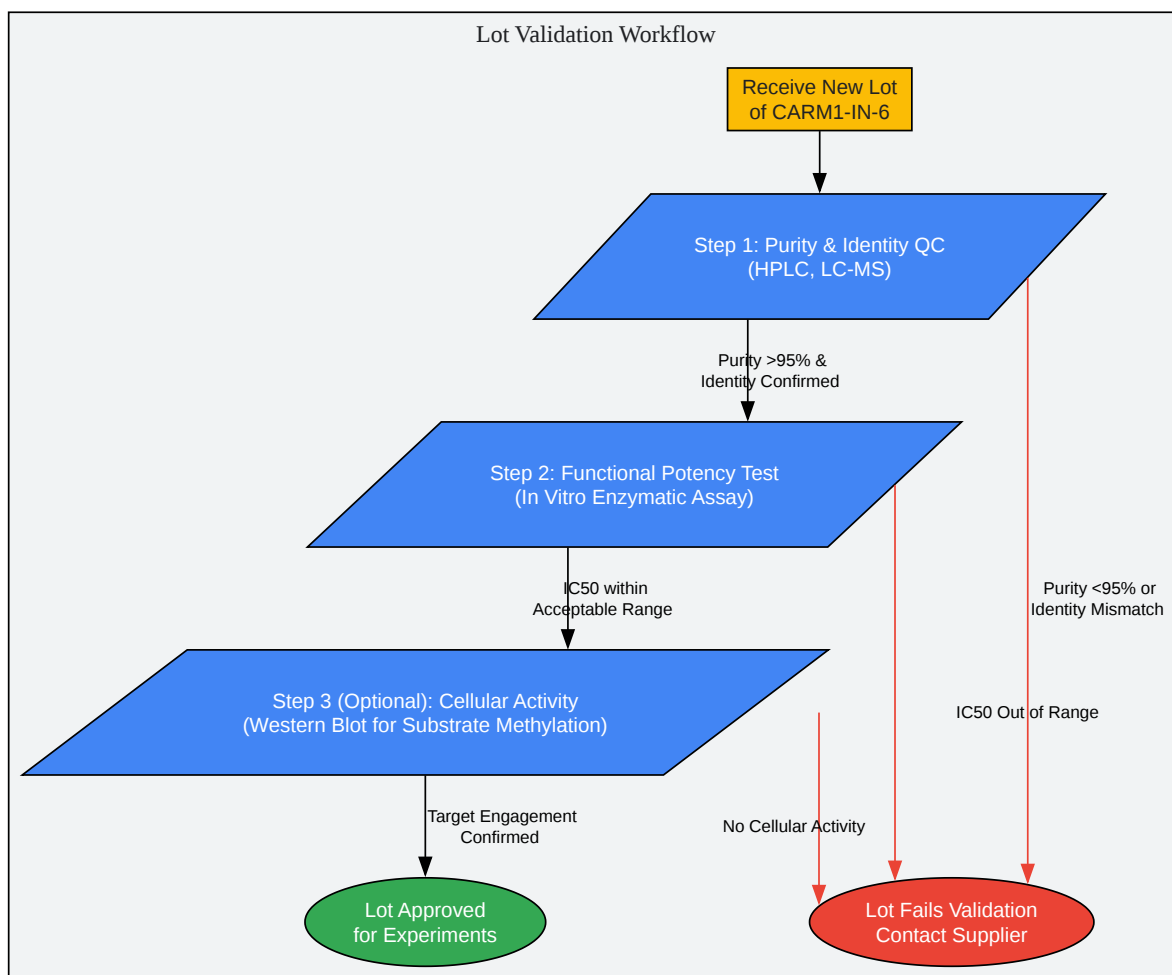 Lot Validation Workflow
Receive New Lot
of CARM1-IN-6
Step 1: Purity & Identity QC
(HPLC, LC-MS)
Purity >95% &
Identity Confirmed
Step 2: Functional Potency Test
(In Vitro Enzymatic Assay)
IC50 within
Acceptable Range
Purity <95% or
Identity Mismatch
Step 3 (Optional): Cellular Activity
(Western Blot for Substrate Methylation)
IC50 Out of Range
Target Engagement
Confirmed
No Cellular Activity
Lot Approved
for Experiments
Lot Fails Validation
Contact Supplier